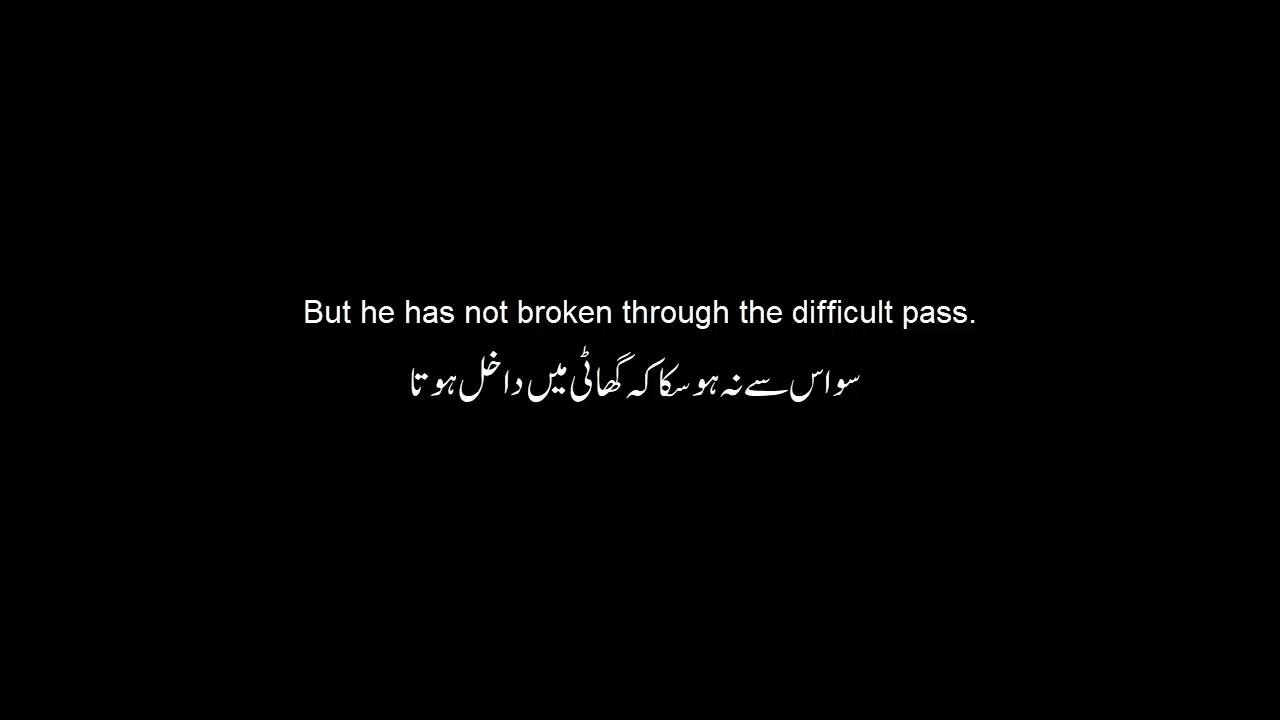 But he has not broken through the difficult pass.
سو اس سے نہ ہو سکا کہ گھاٹی میں داخل ہوتا